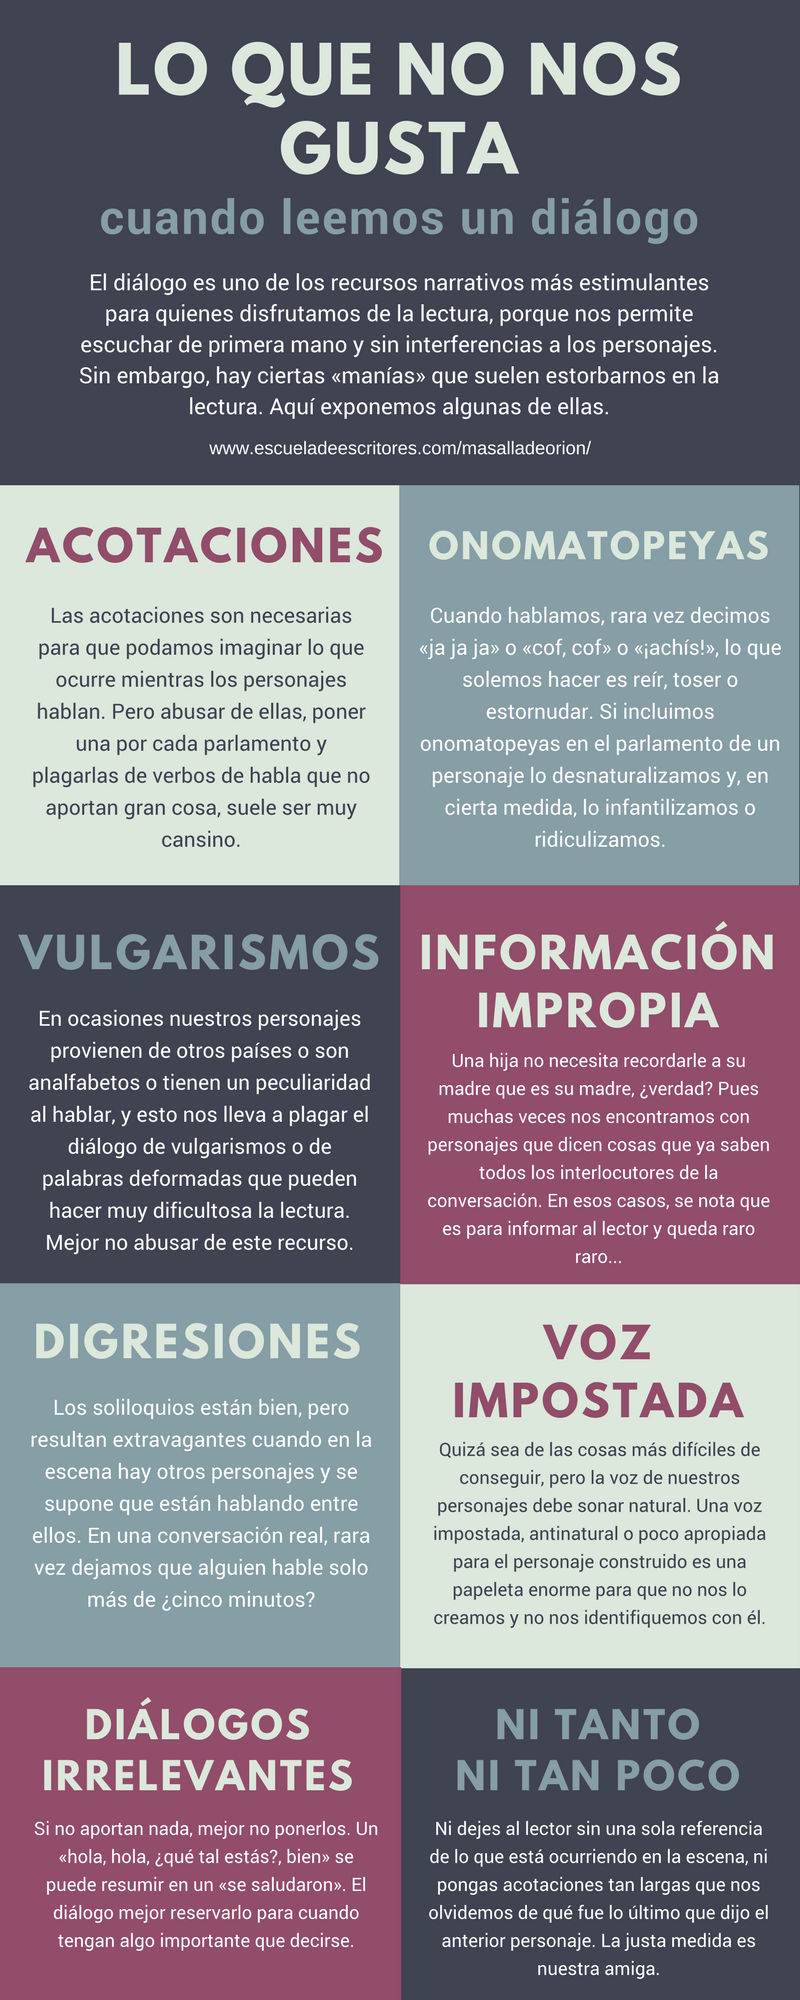 LO QUE NO NOS
GUSTA
cuando leemos un diálogo
El diálogo es uno de los recursos narrativos más estimulantes
para quienes disfrutamos de la lectura, porque nos permite
escuchar de primera mano y sin interferencias a los personajes.
Sin embargo, hay ciertas «manías» que suelen estorbarnos en la
lectura. Aquí exponemos algunas de ellas.
www.escueladeescritores.com/masalladeorion/
ACOTACIONES
Las acotaciones son necesarias
para que podamos imaginar lo que
ocurre mientras los personajes
hablan. Pero abusar de ellas, poner
una por cada parlamento y
plagarlas de verbos de habla que no
aportan gran cosa, suele ser muy
cansino.
ONOMATOPEYAS
Cuando hablamos, rara vez decimos
«ja ja ja» o «cof, cof» o «¡achís!», lo que
solemos hacer es reír, toser o
estornudar. Si incluimos
onomatopeyas en el parlamento de un
personaje lo desnaturalizamos y, en
cierta medida, lo infantilizamos o
ridiculizamos.
VULGARISMOS
En ocasiones nuestros personajes
provienen de otros países o son
analfabetos o tienen un peculiaridad
al hablar, y esto nos lleva a plagar el
diálogo de vulgarismos o de
palabras deformadas que pueden
hacer muy dificultosa la lectura.
Mejor no abusar de este recurso.
INFORMACIÓN
IMPROPIA
Una hija no necesita recordarle a su
madre que es su madre, ¿verdad? Pues
muchas veces nos encontramos con
personajes que dicen cosas que ya saben
todos los interlocutores de la
conversación. En esos casos, se nota que
es para informar al lector y queda raro
raro...
DIGRESIONES
Los soliloquios están bien, pero
resultan extravagantes cuando en la
escena hay otros personajes y se
supone que están hablando entre
ellos. En una conversación real, rara
vez dejamos que alguien hable solo
más de ¿cinco minutos?
VOZ
IMPOSTADA
Quizá sea de las cosas más difíciles de
conseguir, pero la voz de nuestros
personajes debe sonar natural. Una voz
impostada, antinatural o poco apropiada
para el personaje construido es una
papeleta enorme para que no nos lo
creamos y no nos identifiquemos con él.
DIÁLOGOS
IRRELEVANTES
Si no aportan nada, mejor no ponerlos. Un
«hola, hola, ¿qué tal estás?, bien» se
puede resumir en un «se saludaron». El
diálogo mejor reservarlo para cuando
tengan algo importante que decirse.
NI TANTO
NI TAN POCO
Ni dejes al lector sin una sola referencia
de lo que está ocurriendo en la escena, ni
pongas acotaciones tan largas que nos
olvidemos de qué fue lo último que dijo el
anterior personaje. La justa medida es
nuestra amiga.